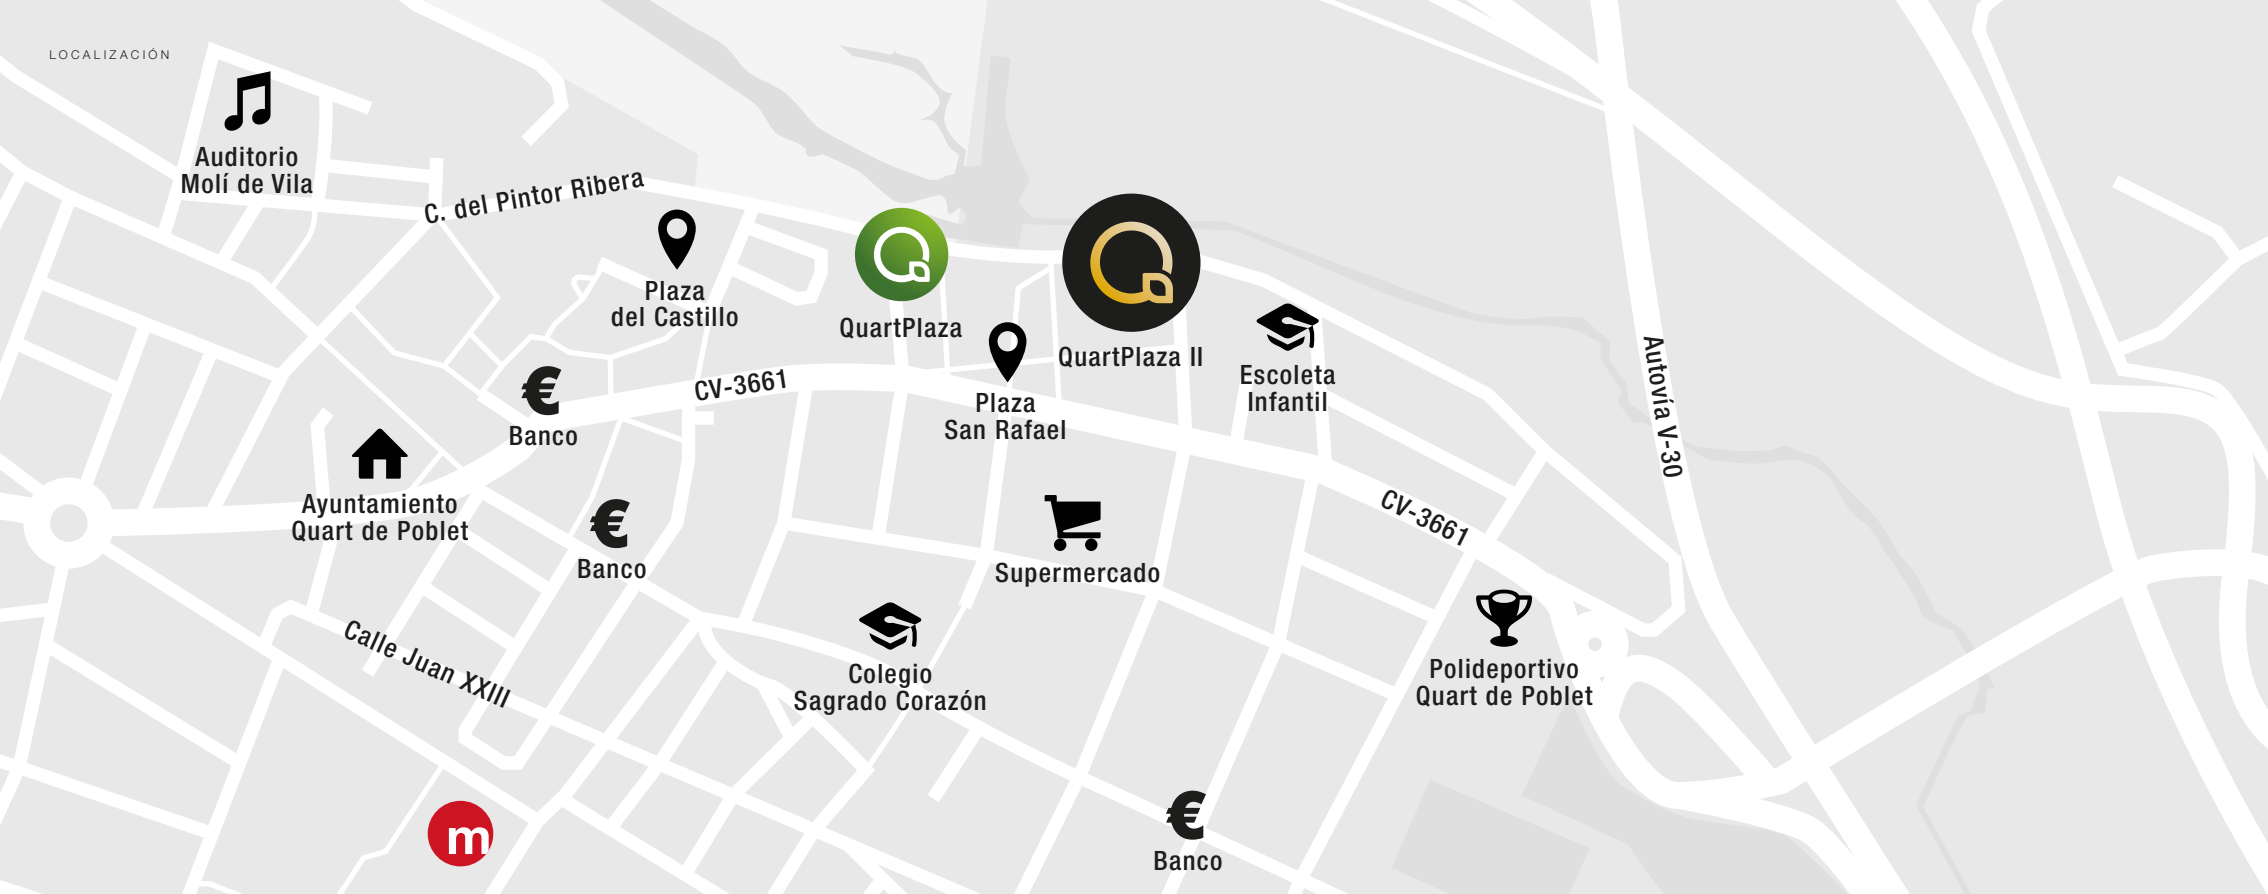 LOCALIZACIÓN
Auditorio
Molí de Vila
C. del Pintor Ribera
Plaza
del Castillo
QuartPlaza
QuartPlaza II
Plaza
San Rafael
Escoleta
Infantil
Autovía V-30
CV-3661
€
Banco
Ayuntamiento
Quart de Poblet
€
Banco
Supermercado
CV-3661
Calle Juan XXIII
Colegio
Sagrado Corazón
Polideportivo
Quart de Poblet
m
€
Banco